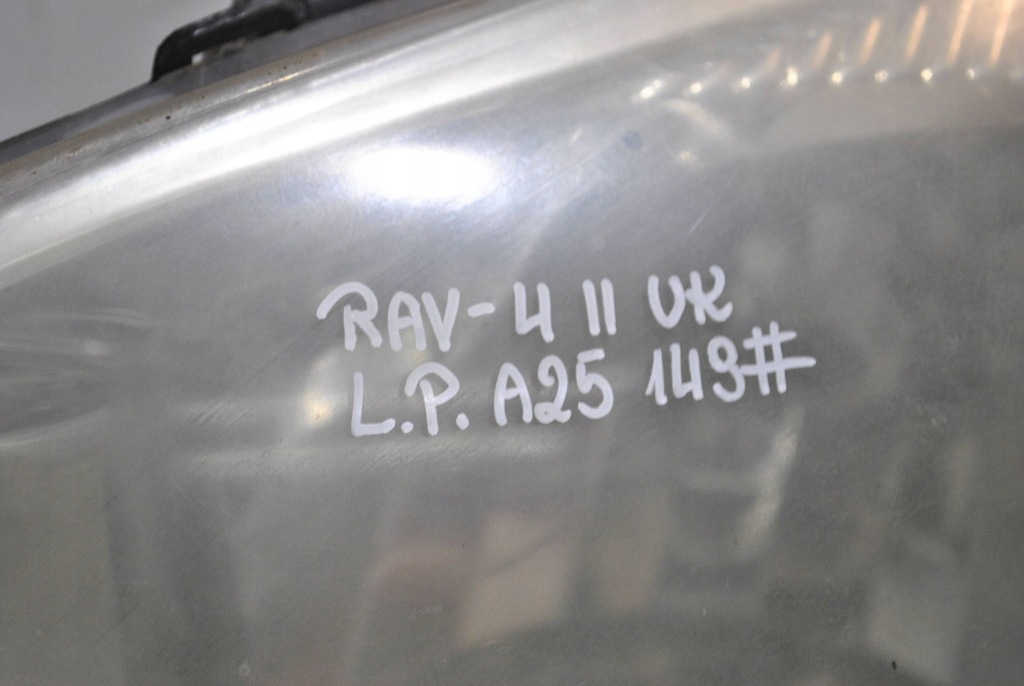 RAV-4 II UK
L.P. A25 149#